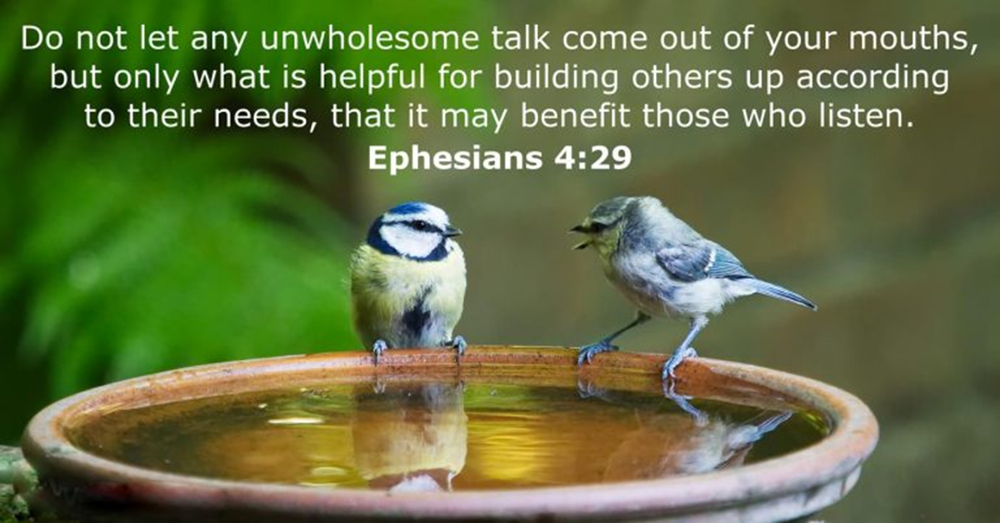 Do not let any unwholesome talk come out of your mouths,
but only what is helpful for building others up according
to their needs, that it may benefit those who listen.
Ephesians 4:29